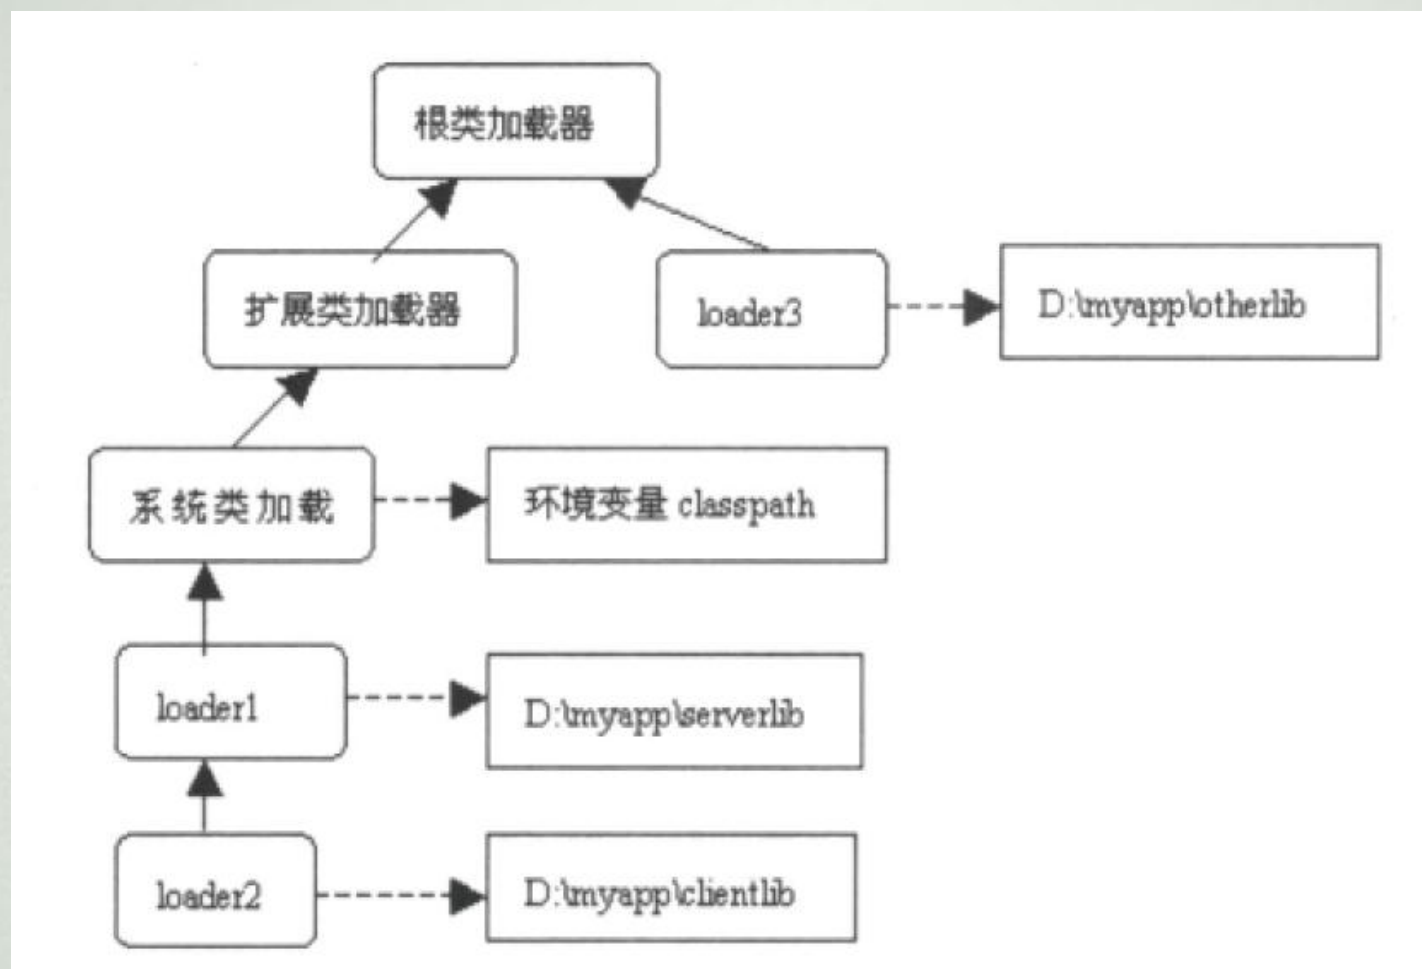 根类加载器
扩展类加载器
loader3
D:\myapp\otherlib
系统类加载
环境变量 classpath
loader1
D:\myapp\serverlib
loader2
D:\myapp\clientlib